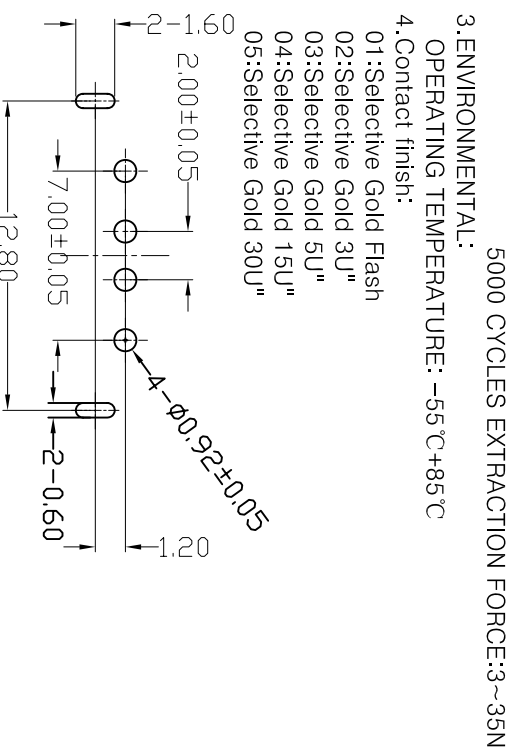 5000 CYCLES EXTRACTION FORCE:3~35N
3.ENVIRONMENTAL:
OPERATING TEMPERATURE: -55℃+85℃
4.Contact finish:
01:Selective Gold Flash
02:Selective Gold 3U"
03:Selective Gold 5U"
04:Selective Gold 15U"
05:Selective Gold 30U"
2-1.60
2.00±0.05
7.00±0.05
12.80
4-Ø0.92±0.05
2-0.60
1.20